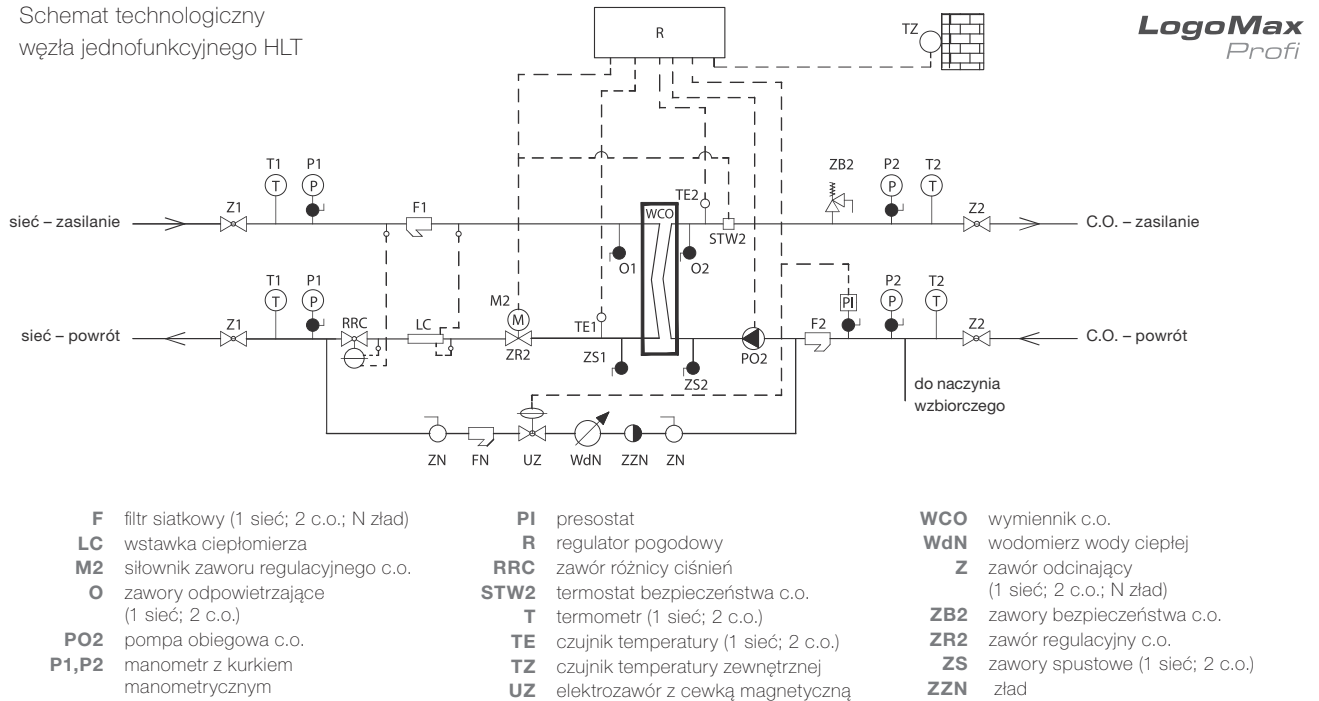 Schemat technologiczny
węzła jednofunkcyjnego HLT
LogoMax
Profi
R
TZ
T1
P1
T
P
Z1
F1
sieć – zasilanie
WCO
TE2
STW2
O1
O2
ZB2
P2
T2
P
T
Z2
C.O. – zasilanie
T1
P1
T
P
Z1
RRC
LC
M2
M
ZR2
TE1
ZS1
sieć – powrót
ZS2
PO2
F2
PI
P2
T2
P
T
Z2
C.O. – powrót
do naczynia
wzbiorczego
ZN
FN
UZ
WdN
ZZN
ZN
F filtr siatkowy (1 sieć; 2 c.o.; N zład)
LC wstawka ciepłomierza
M2 siłownik zaworu regulacyjnego c.o.
O zawory odpowietrzające
(1 sieć; 2 c.o.)
PO2 pompa obiegowa c.o.
P1,P2 manometr z kurkiem
manometrycznym
PI presostat
R regulator pogodowy
RRC zawór różnicy ciśnień
STW2 termostat bezpieczeństwa c.o.
T termometr (1 sieć; 2 c.o.)
TE czujnik temperatury (1 sieć; 2 c.o.)
TZ czujnik temperatury zewnętrznej
UZ elektrozawór z cewką magnetyczną
WCO wymiennik c.o.
WdN wodomierz wody ciepłej
Z zawór odcinający
(1 sieć; 2 c.o.; N zład)
ZB2 zawory bezpieczeństwa c.o.
ZR2 zawór regulacyjny c.o.
ZS zawory spustowe (1 sieć; 2 c.o.)
ZZN zład